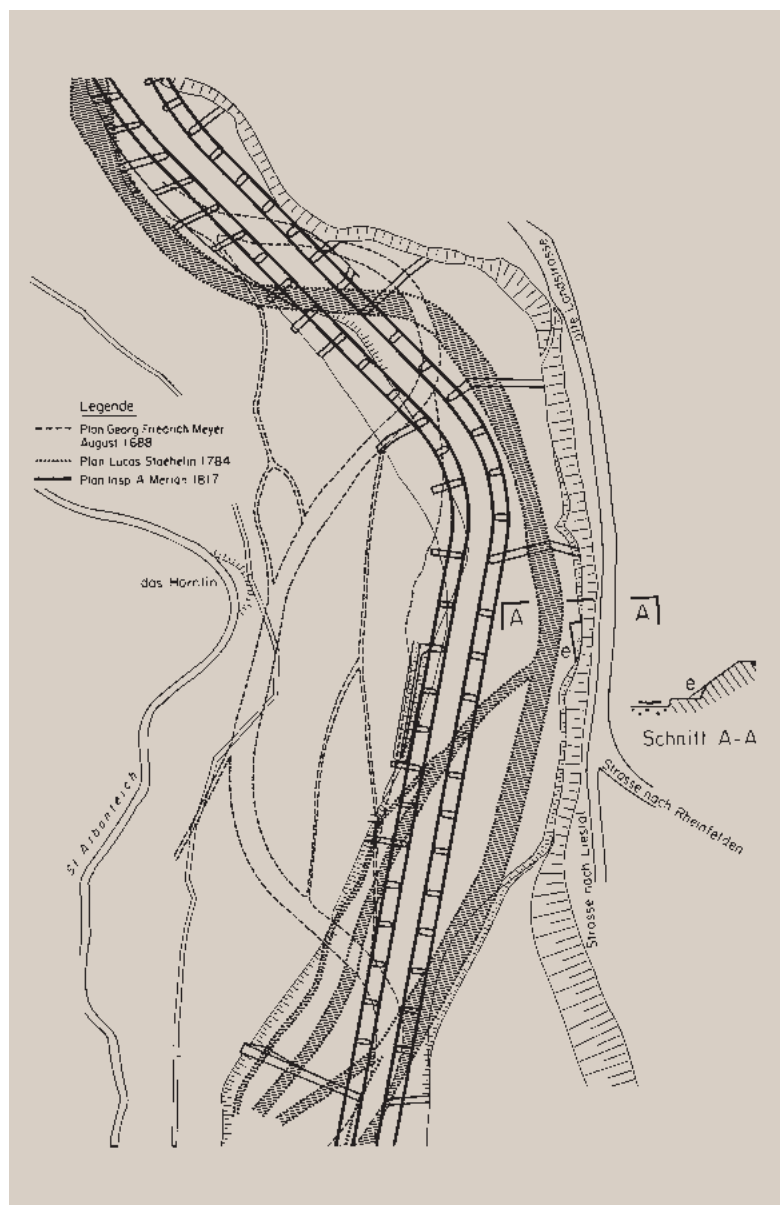 alte Landstrasse
Legende
Plan Georg Friedrich Meyer
August 1688
Plan Lucas Staehelin 1784
Plan Insp. A Merian 1817
das Hörnlin
A
A
e
e
Schnitt A-A
St Albanteich
Strasse nach Rheinfelden
Strasse nach Liestal